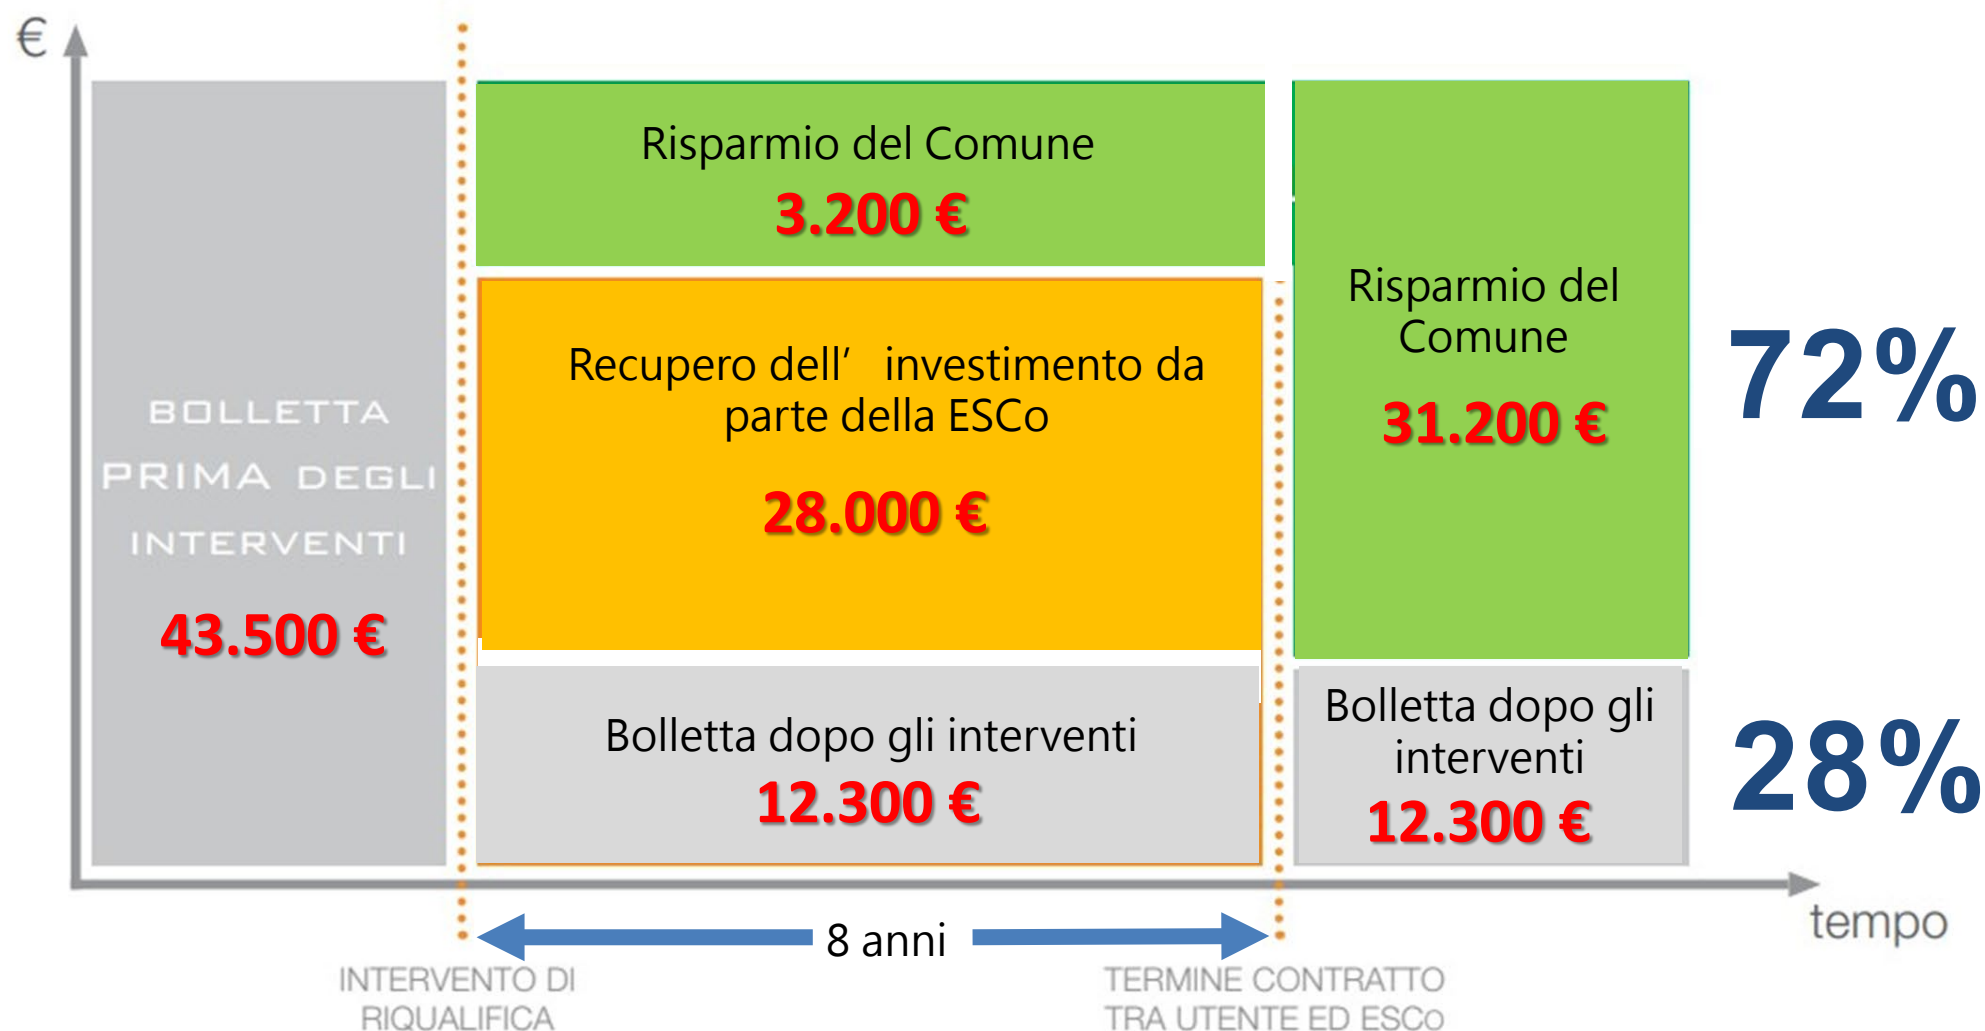 €
BOLLETTA
PRIMA DEGLI
INTERVENTI
43.500 €
Risparmio del Comune
3.200 €
Recupero dell’ investimento da
parte della ESCo
28.000 €
Bolletta dopo gli interventi
12.300 €
Risparmio del
Comune
31.200 €
Bolletta dopo gli
interventi
12.300 €
72%
28%
tempo
8 anni
INTERVENTO DI
RIQUALIFICA
TERMINE CONTRATTO
TRA UTENTE ED ESCo